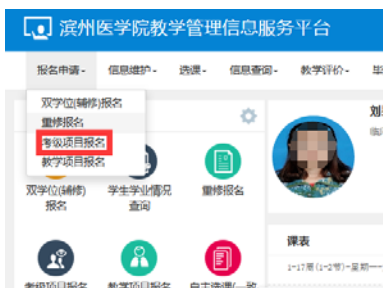 滨州医学院教学管理信息服务平台
报名申请- 信息维护- 选课- 信息查询- 教学评价-
双学位(辅修)报名
重修报名
考级项目报名
教学项目报名
双学位(辅修)
报名
学生学业情况
查询
重修报名
课表
1-17周(1-2节)-星期一
考级项目报名 教学项目报名 自主选课(一致